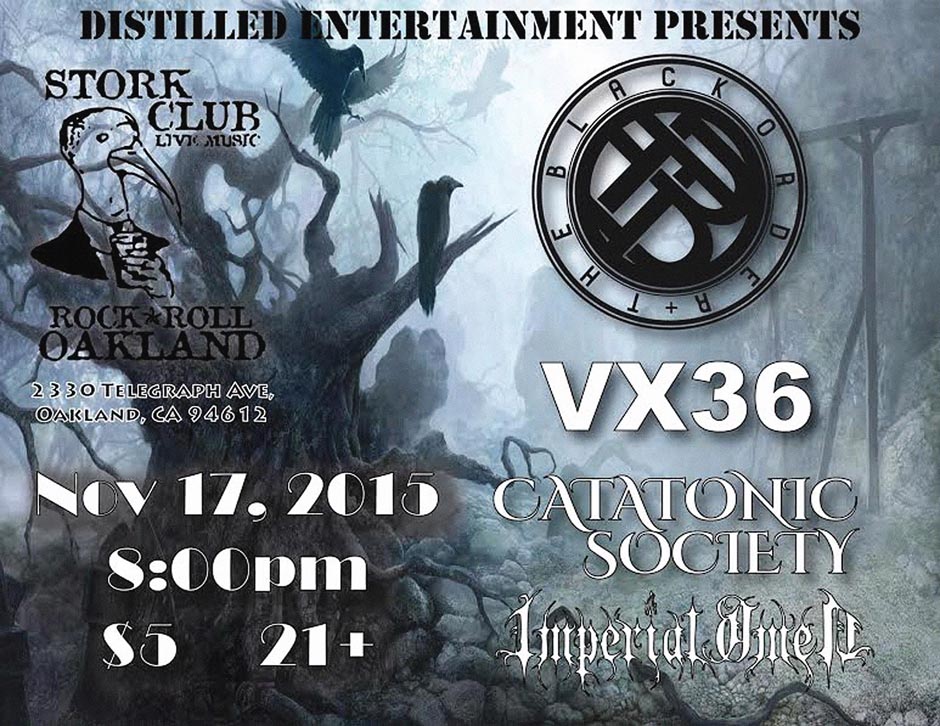 DISTILLED ENTERTAINMENT PRESENTS
STORK
CLUB
LIVE MUSIC
ROCK★ROLL
OAKLAND
2330 TELEGRAPH AVE,
OAKLAND, CA 94612
Nov 17, 2015
8:00pm
$5 21+
THE BLACK ORDER +
VX36
CATATONIC
SOCIETY
Imperial Omen